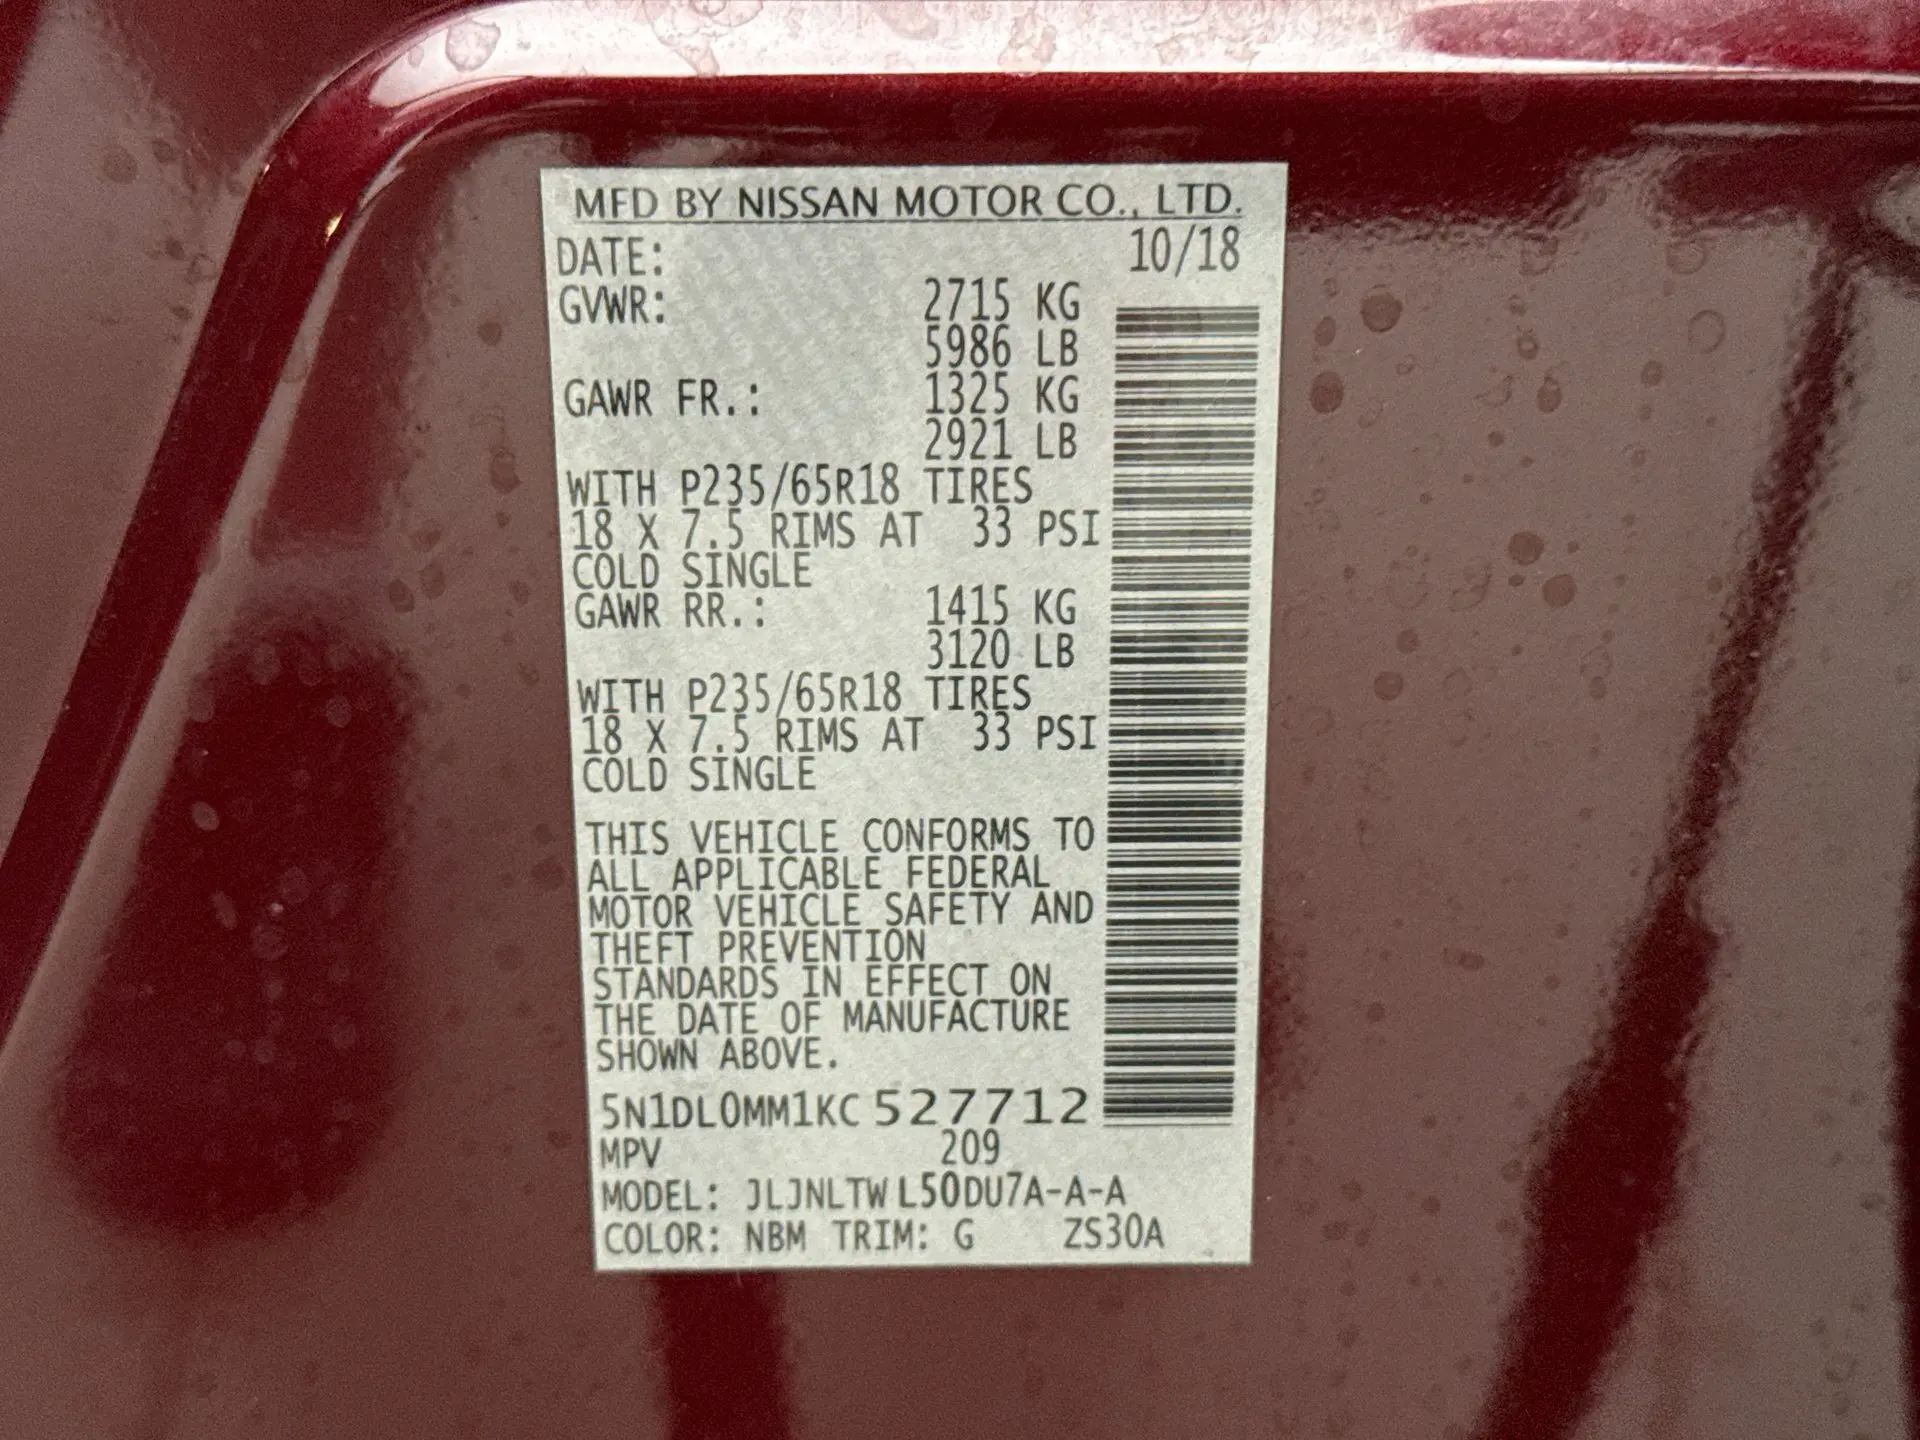 MFD BY NISSAN MOTOR CO., LTD.
DATE: 10/18
GVWR: 2715 KG
5986 LB
GAWR FR.: 1325 KG
2921 LB
WITH P235/65R18 TIRES
18 X 7.5 RIMS AT 33 PSI
COLD SINGLE
GAWR RR.: 1415 KG
3120 LB
WITH P235/65R18 TIRES
18 X 7.5 RIMS AT 33 PSI
COLD SINGLE
THIS VEHICLE CONFORMS TO
ALL APPLICABLE FEDERAL
MOTOR VEHICLE SAFETY AND
THEFT PREVENTION
STANDARDS IN EFFECT ON
THE DATE OF MANUFACTURE
SHOWN ABOVE.
5N1DL0MM1KC527712
MPV 209
MODEL: JLJNLTWL50DU7A-A-A
COLOR: NBM TRIM: G ZS30A